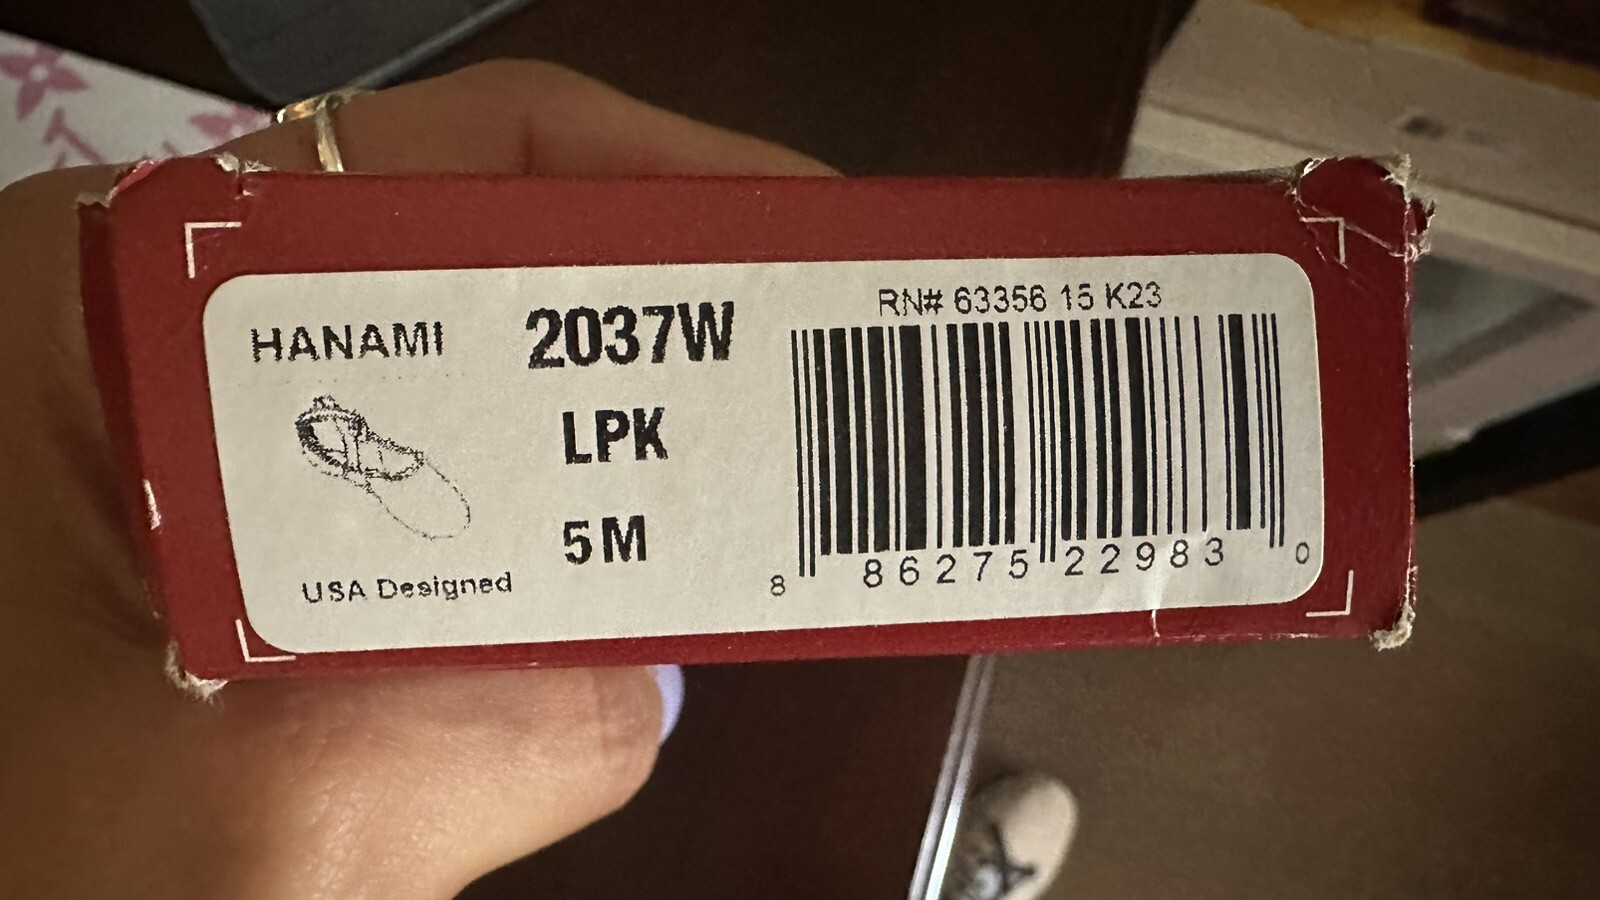 HANAMI
2037W
LPK
5M
USA Designed
RN# 63356 15 K23
8 86275 22983 0